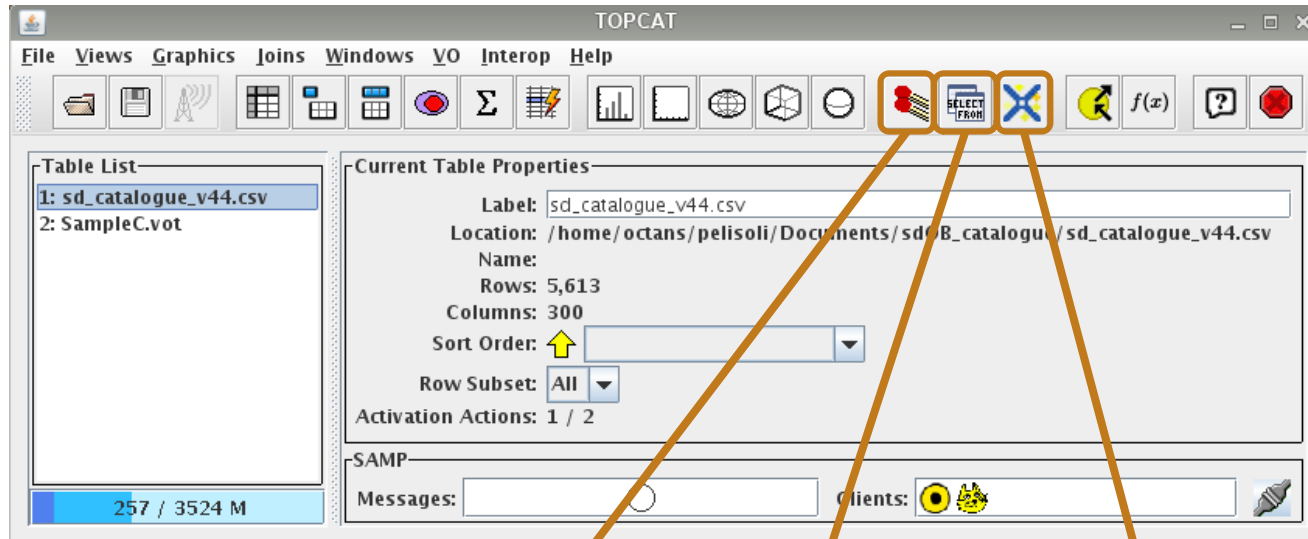 TOPCAT
File Views Graphics Joins Windows VO Interop Help
Σ SELECT FROM f(x) ?
Table List
1: sd_catalogue_v44.csv
2: SampleC.vot
257 / 3524 M
Current Table Properties
Label: sd_catalogue_v44.csv
Location: /home/octans/pelisoli/Documents/sdOB_catalogue/sd_catalogue_v44.csv
Name:
Rows: 5,613
Columns: 300
Sort Order:
Row Subset: All
Activation Actions: 1 / 2
SAMP
Messages: Clients: